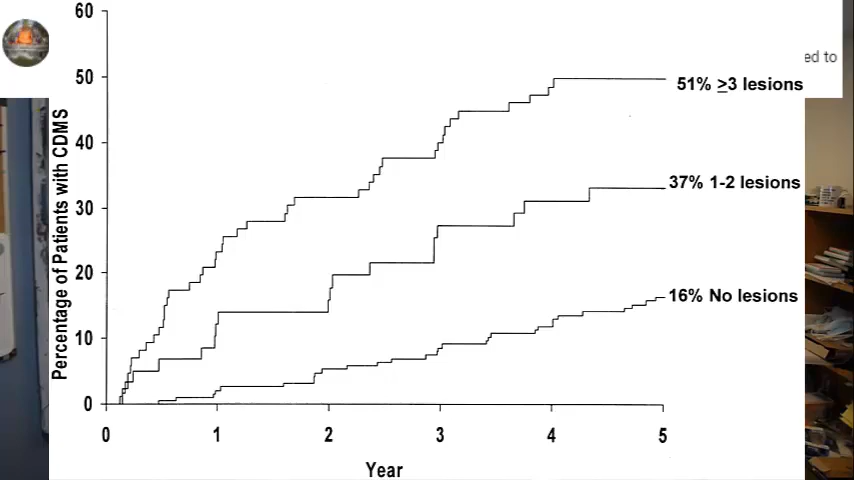 ed to
60
50
40
30
20
10
0
Percentage of Patients with CDMS
51% ≥3 lesions
37% 1-2 lesions
16% No lesions
0 1 2 3 4 5
Year